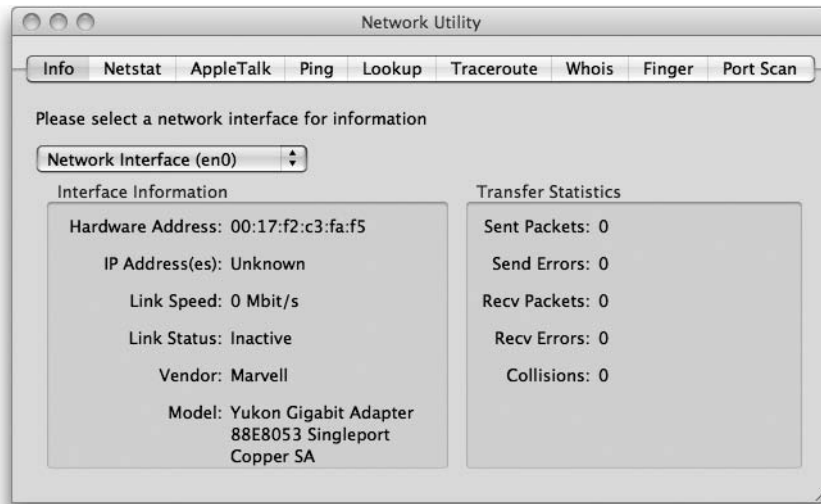 Network Utility
Info Netstat AppleTalk Ping Lookup Traceroute Whois Finger Port Scan
Please select a network interface for information
Network Interface (en0)
Interface Information
Hardware Address: 00:17:f2:c3:fa:f5
IP Address(es): Unknown
Link Speed: 0 Mbit/s
Link Status: Inactive
Vendor: Marvell
Model: Yukon Gigabit Adapter
88E8053 Singleport
Copper SA
Transfer Statistics
Sent Packets: 0
Send Errors: 0
Recv Packets: 0
Recv Errors: 0
Collisions: 0